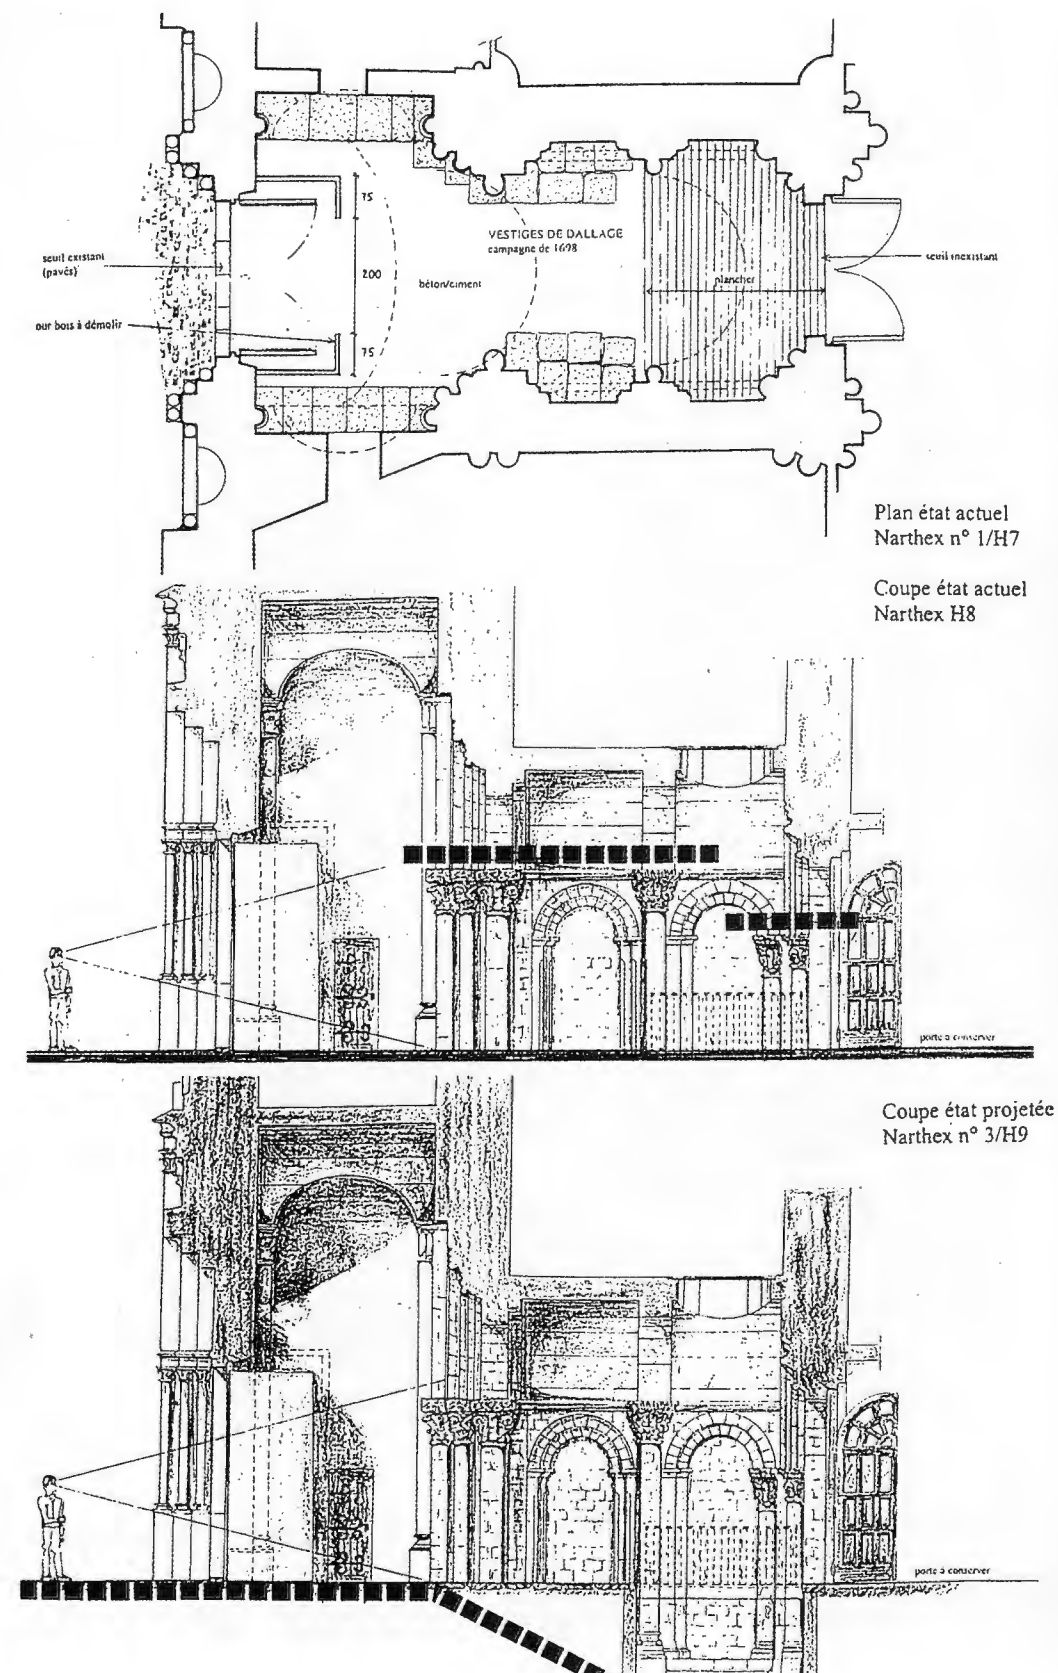 75
VESTIGES DE DALLAGE
campagne de 1698
seuil existant
(pavés)
seuil inexistant
200
béton/ciment
plancher
our bois à démolir
75
Plan état actuel
Narthex n° 1/H7
Coupe état actuel
Narthex H8
porte à conserver
Coupe état projetée
Narthex n° 3/H9
porte à conserver